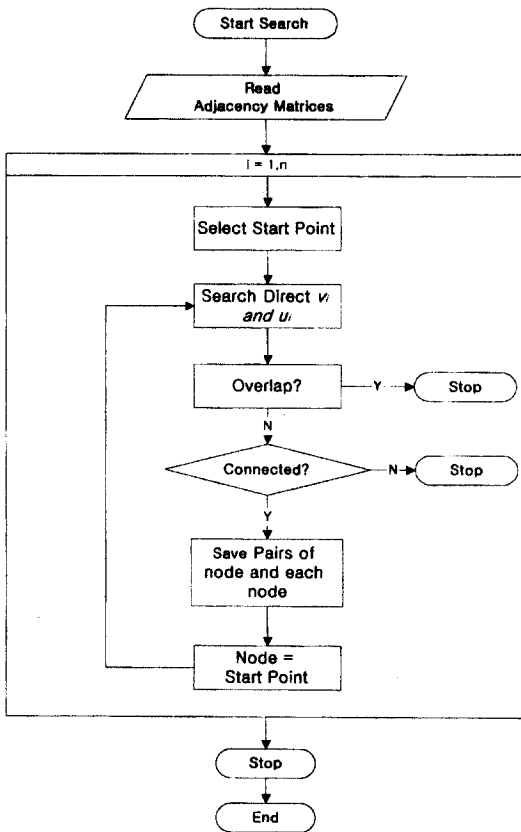 Start Search
Read
Adjacency Matrices
i = 1,n
Select Start Point
Search Direct vi
and ui
Overlap?
Y
Stop
N
Connected?
N
Stop
Y
Save Pairs of
node and each
node
Node =
Start Point
Stop
End